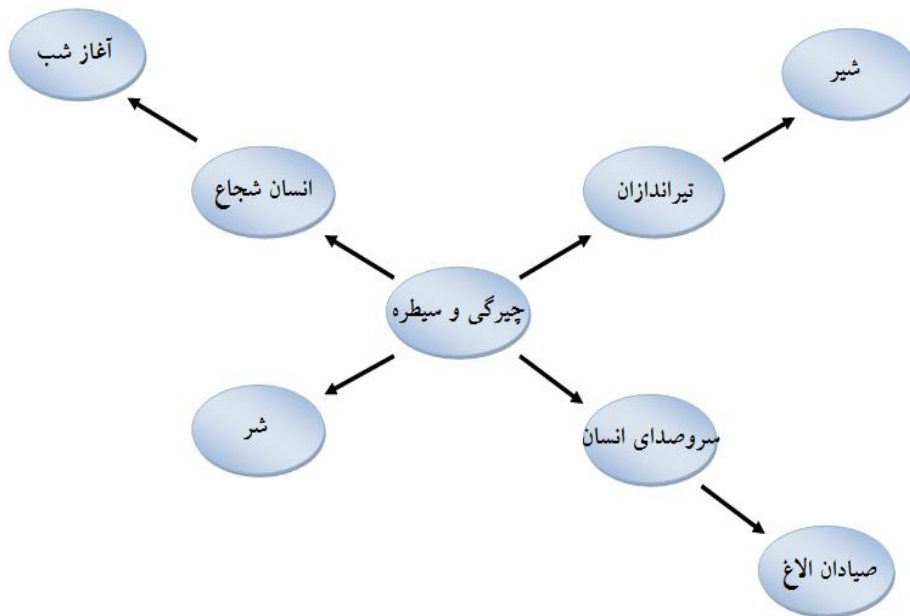 آغاز شب
شیر
انسان شجاع
تیراندازان
چیرگی و سیطره
شر
سروصدای انسان
صیادان الاغ